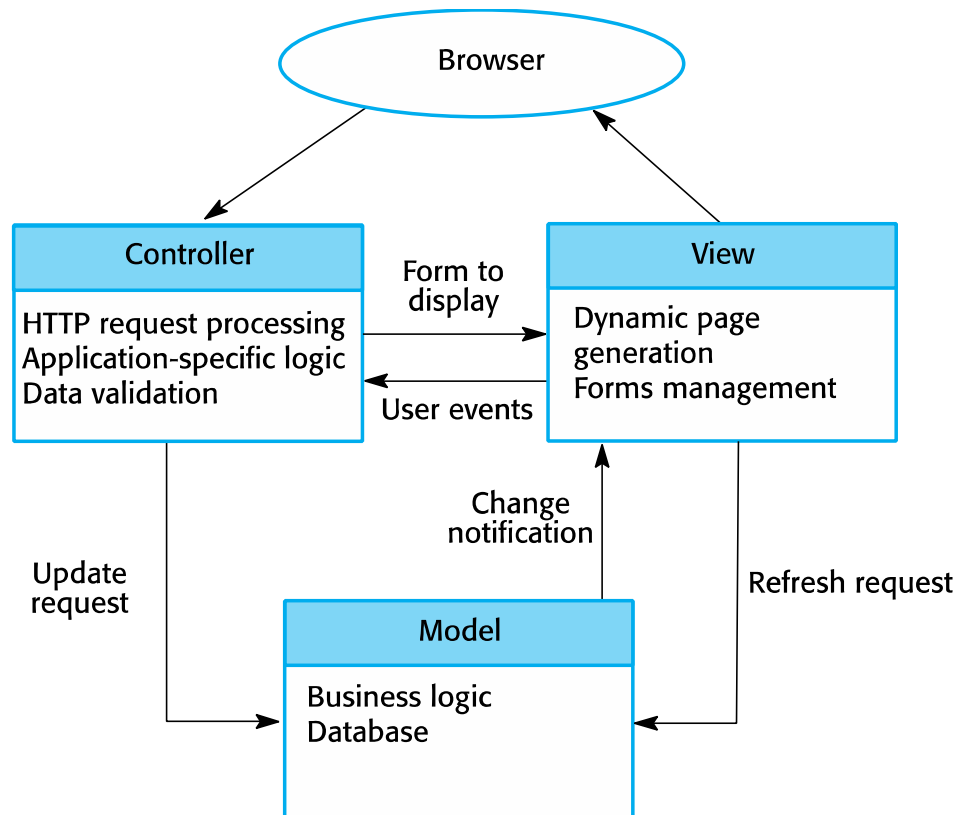 Browser
Controller
HTTP request processing
Application-specific logic
Data validation
Form to
display
User events
View
Dynamic page
generation
Forms management
Update
request
Change
notification
Refresh request
Model
Business logic
Database